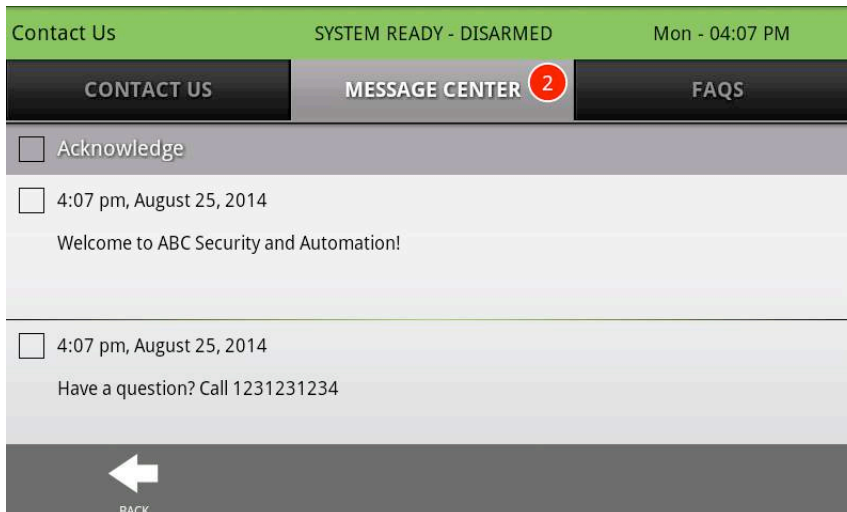 Contact Us SYSTEM READY - DISARMED Mon - 04:07 PM
CONTACT US MESSAGE CENTER 2 FAQS
Acknowledge
4:07 pm, August 25, 2014
Welcome to ABC Security and Automation!
4:07 pm, August 25, 2014
Have a question? Call 1231231234
BACK